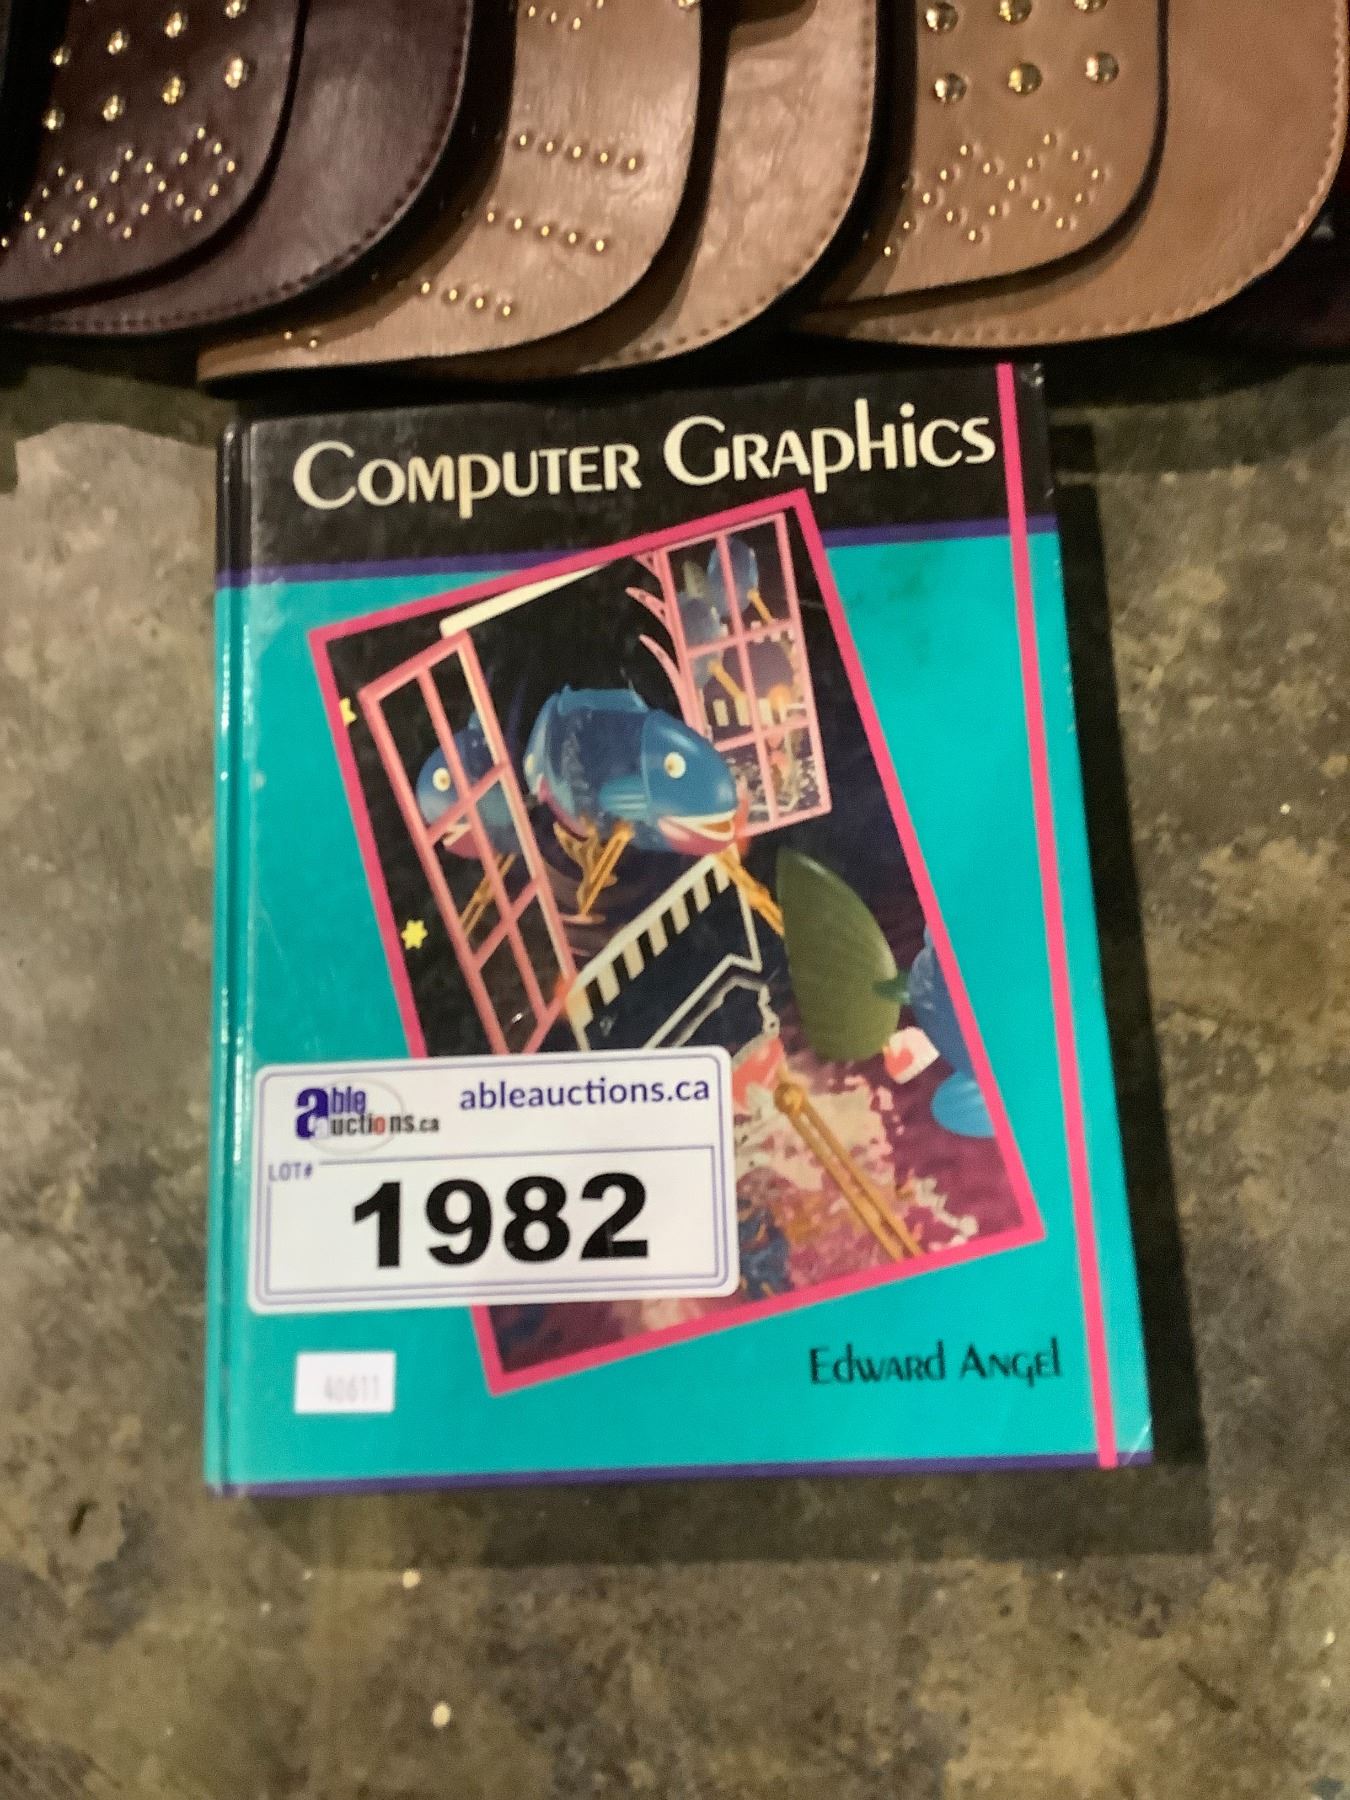 Computer Graphics
able auctions.ca
ableauctions.ca
LOT#
1982
Edward Angel
40611